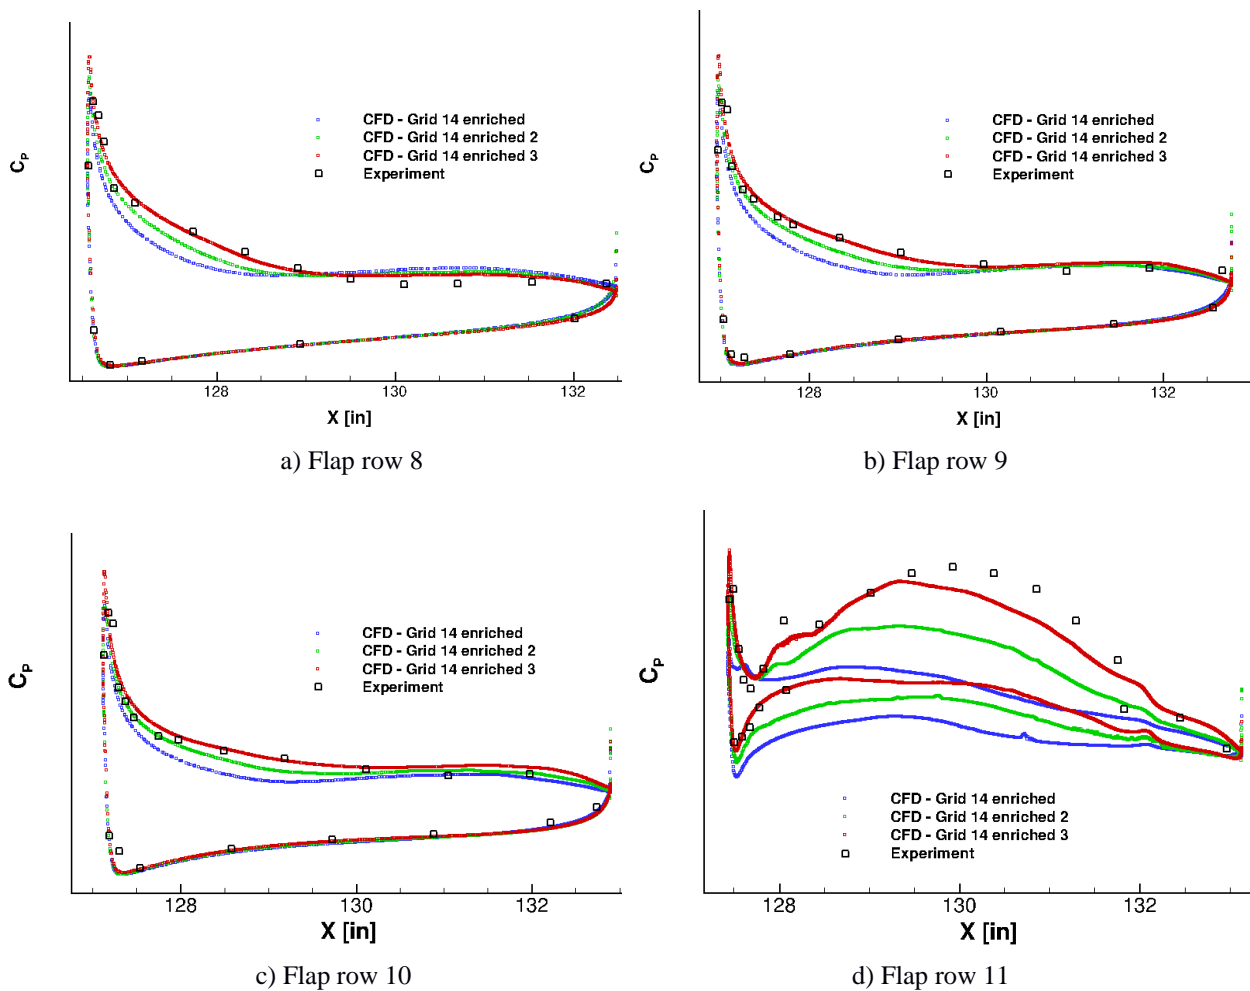 CP
CFD - Grid 14 enriched
CFD - Grid 14 enriched 2
CFD - Grid 14 enriched 3
Experiment
128
130
132
X [in]
a) Flap row 8
CP
CFD - Grid 14 enriched
CFD - Grid 14 enriched 2
CFD - Grid 14 enriched 3
Experiment
128
130
132
X [in]
b) Flap row 9
CP
CFD - Grid 14 enriched
CFD - Grid 14 enriched 2
CFD - Grid 14 enriched 3
Experiment
128
130
132
X [in]
c) Flap row 10
CP
CFD - Grid 14 enriched
CFD - Grid 14 enriched 2
CFD - Grid 14 enriched 3
Experiment
128
130
132
X [in]
d) Flap row 11